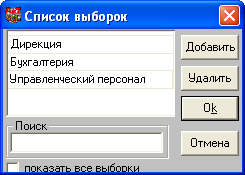 Список выборок
Дирекция
Бухгалтерия
Управленческий персонал
Добавить
Удалить
Ok
Отмена
Поиск
показать все выборки